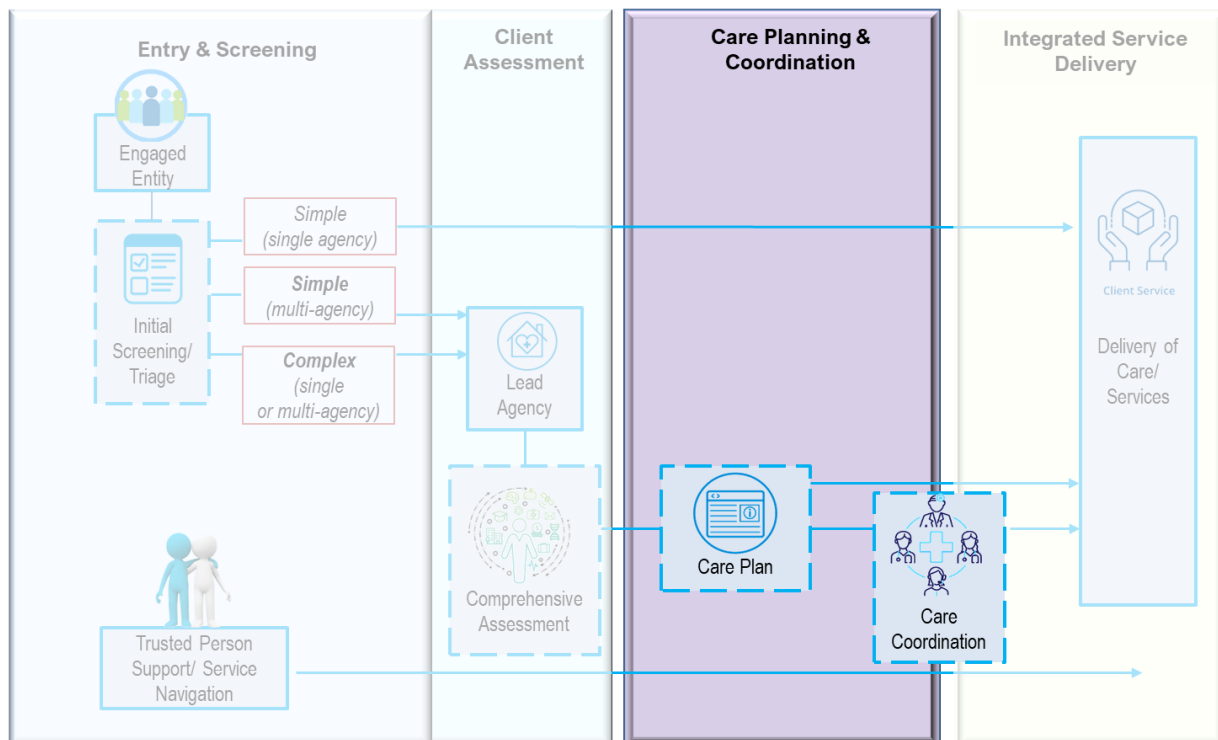 Entry & Screening
Client
Assessment
Care Planning &
Coordination
Integrated Service
Delivery
Engaged
Entity
Simple
(single agency)
Simple
(multi-agency)
Complex
(single
or multi-agency)
Initial
Screening/
Triage
Lead
Agency
Client Service
Delivery of
Care/
Services
Comprehensive
Assessment
Care Plan
Care
Coordination
Trusted Person
Support/ Service
Navigation